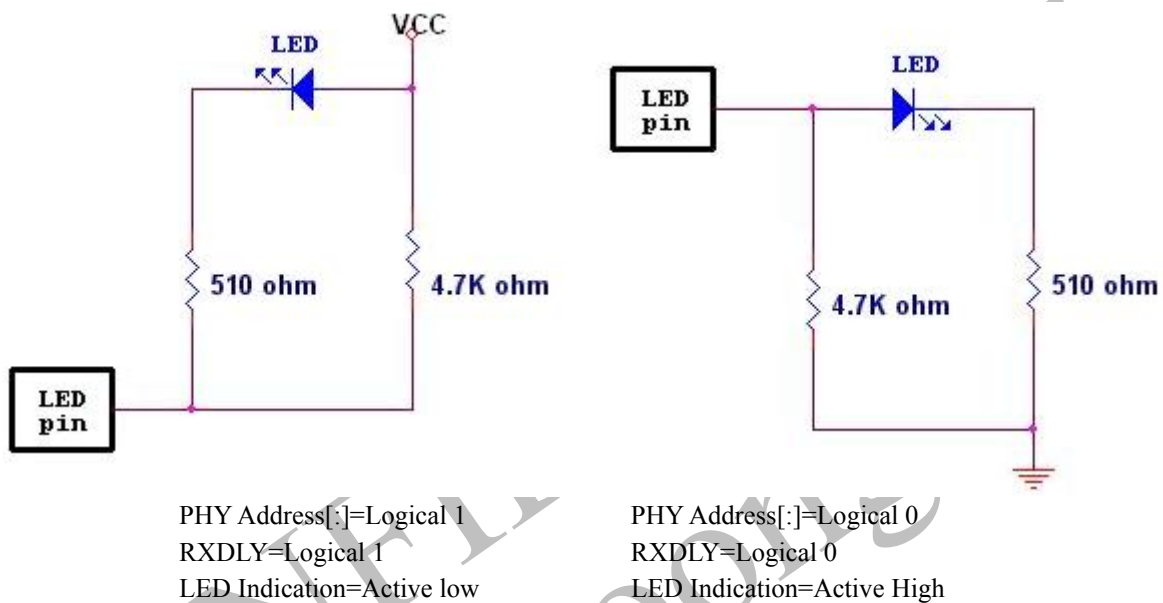 VCC
LED
510 ohm
4.7K ohm
LED
pin
LED
pin
LED
4.7K ohm
510 ohm
PHY Address[:]=Logical 1
RXDLY=Logical 1
LED Indication=Active low
PHY Address[:]=Logical 0
RXDLY=Logical 0
LED Indication=Active High